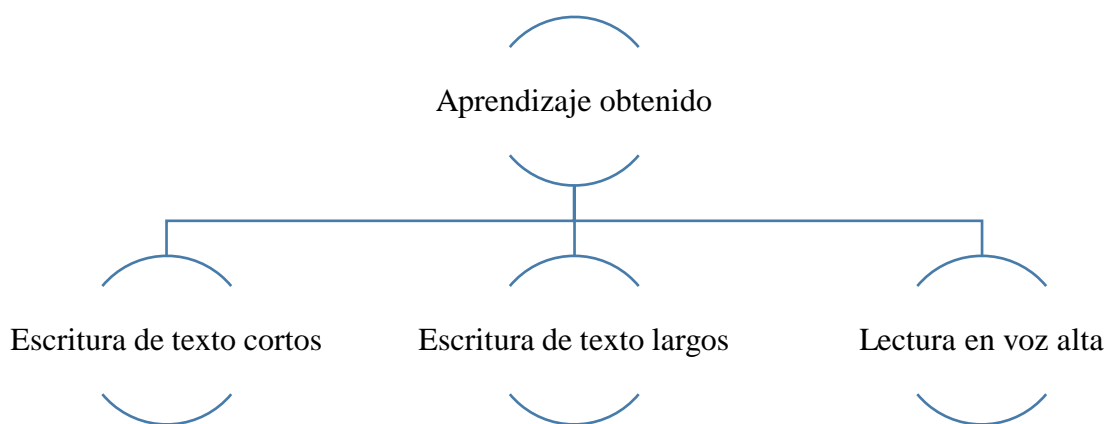 Aprendizaje obtenido
Escritura de texto cortos
Escritura de texto largos
Lectura en voz alta